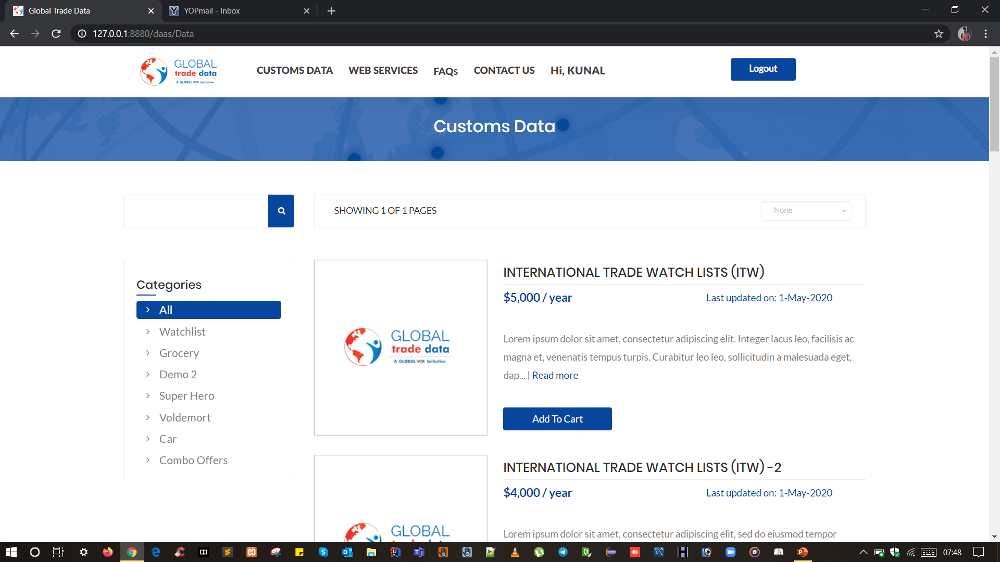 Global Trade Data
YOPmail - Inbox
127.0.0.1:8880/daas/Data
GLOBAL
trade data
A GLOBAL VOX Initiative
CUSTOMS DATA
WEB SERVICES
FAQs
CONTACT US
Hi, KUNAL
Logout
Customs Data
SHOWING 1 OF 1 PAGES
None
Categories
All
Watchlist
Grocery
Demo 2
Super Hero
Voldemort
Car
Combo Offers
GLOBAL
trade data
A GLOBAL VOX Initiative
INTERNATIONAL TRADE WATCH LISTS (ITW)
$5,000 / year
Last updated on: 1-May-2020
Lorem ipsum dolor sit amet, consectetur adipiscing elit. Integer lacus leo, facilisis ac
magna et, venenatis tempus turpis. Curabitur leo leo, sollicitudin a malesuada eget,
dap... | Read more
Add To Cart
GLOBAL
INTERNATIONAL TRADE WATCH LISTS (ITW) -2
$4,000 / year
Last updated on: 1-May-2020
Lorem ipsum dolor sit amet, consectetur adipiscing elit, sed do eiusmod tempor
07:48